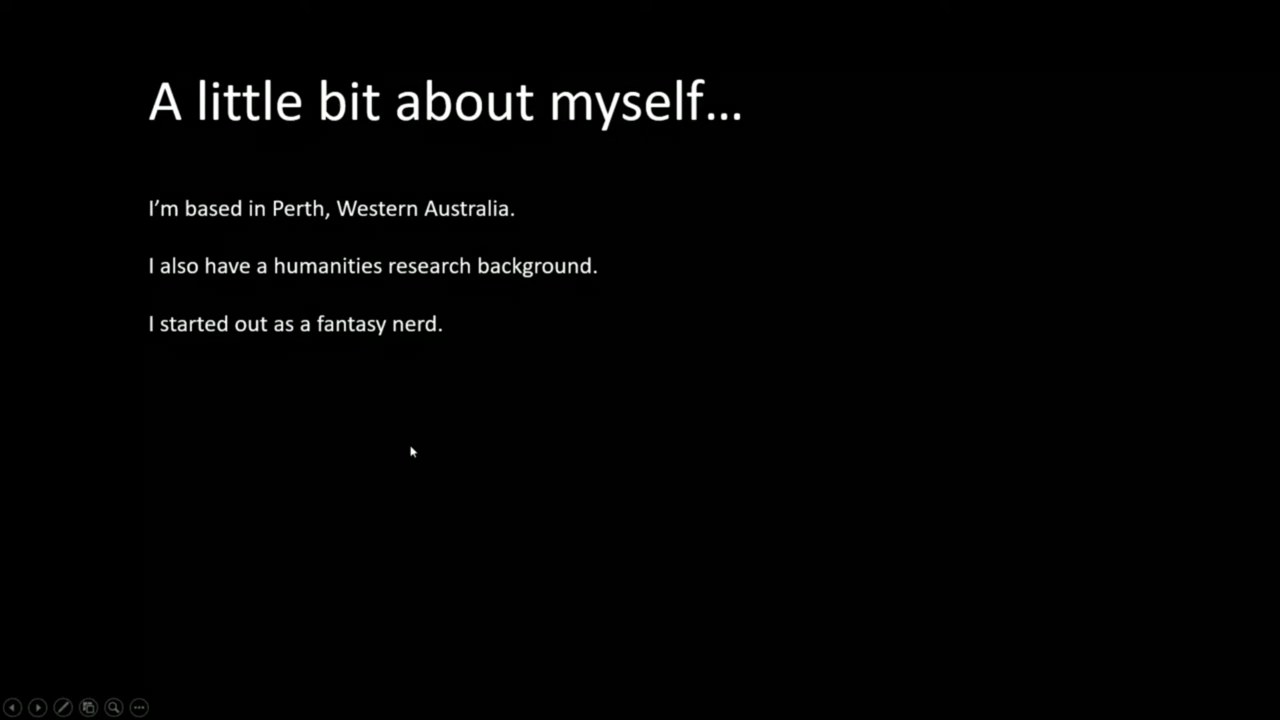 A little bit about myself…
I’m based in Perth, Western Australia.
I also have a humanities research background.
I started out as a fantasy nerd.